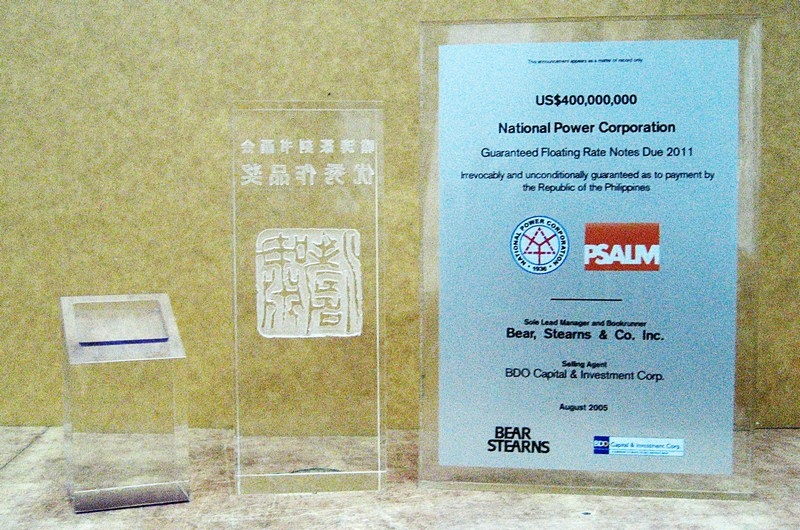 优秀作品奖
This announcement appears as a matter of record only
US$400,000,000
National Power Corporation
Guaranteed Floating Rate Notes Due 2011
Irrevocably and unconditionally guaranteed as to payment by
the Republic of the Philippines
NATIONAL POWER CORPORATION
1936
PSALM
Sole Lead Manager and Bookrunner
Bear, Stearns & Co. Inc.
Selling Agent
BDO Capital & Investment Corp.
August 2005
BEAR
STEARNS
BDO Capital & Investment Corp.